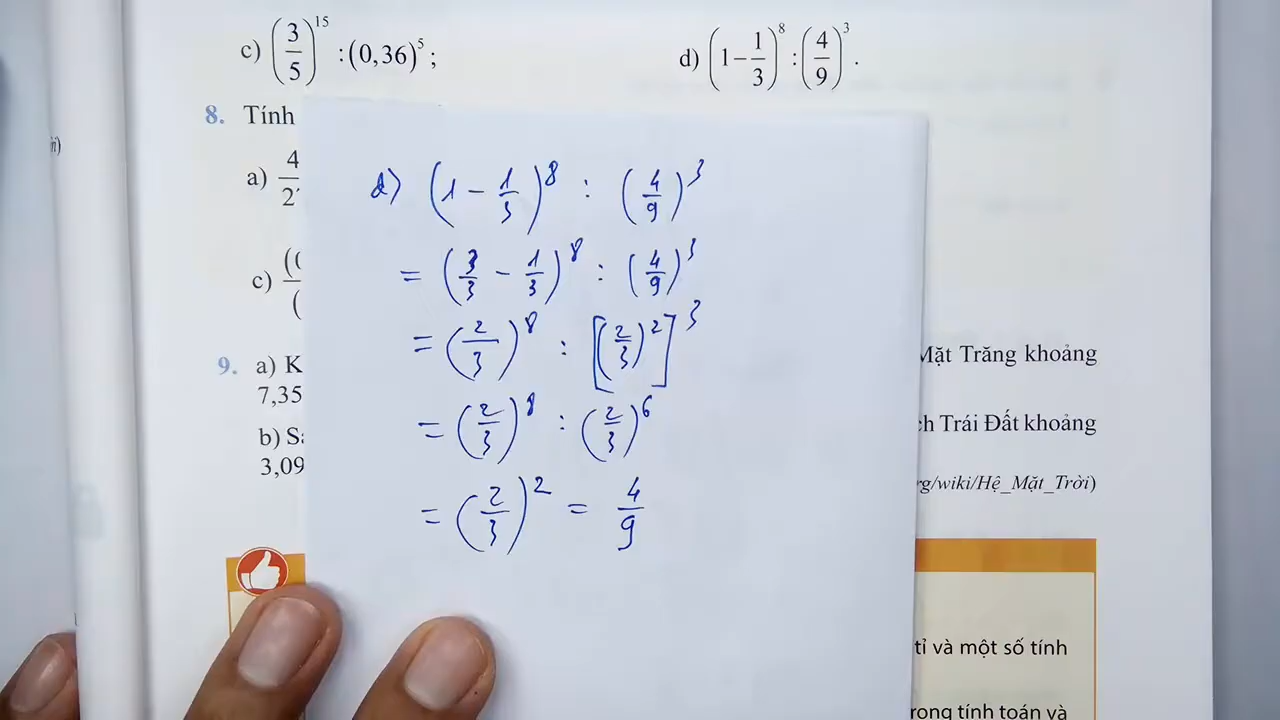 c) (3/5)^15 : (0,36)^5 ;
d) (1 − 1/3)^8 : (4/9)^3 .
8. Tính
a) 4
c)
d) (1 − 1/3)^8 : (4/9)^3
= (3/3 − 1/3)^8 : (4/9)^3
= (2/3)^8 : [(2/3)^2]^3
= (2/3)^8 : (2/3)^6
= (2/3)^2 = 4/9
9. a) K
Mặt Trăng khoảng
7,35
b)
ch Trái Đất khoảng
3,09
rg/wiki/Hệ_Mặt_Trời)
tỉ và một số tính
rong tính toán và